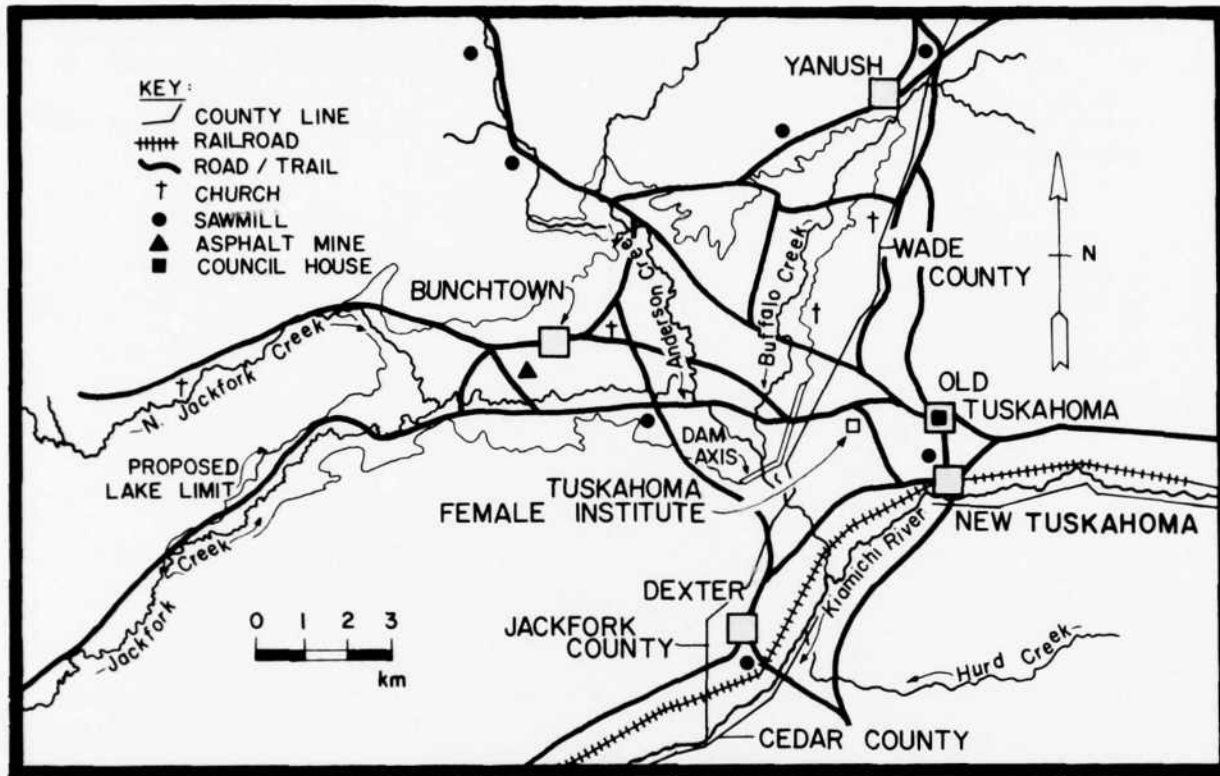 KEY:
COUNTY LINE
RAILROAD
ROAD / TRAIL
CHURCH
SAWMILL
ASPHALT MINE
COUNCIL HOUSE
YANUSH
N
WADE
COUNTY
BUNCHTOWN
Anderson Creek
Buffalo Creek
N. Jackfork Creek
OLD
TUSKAHOMA
PROPOSED
LAKE LIMIT
DAM
AXIS
TUSKAHOMA
FEMALE INSTITUTE
NEW TUSKAHOMA
Kiamichi River
Jackfork Creek
DEXTER
JACKFORK
COUNTY
0 1 2 3
km
Hurd Creek
CEDAR COUNTY